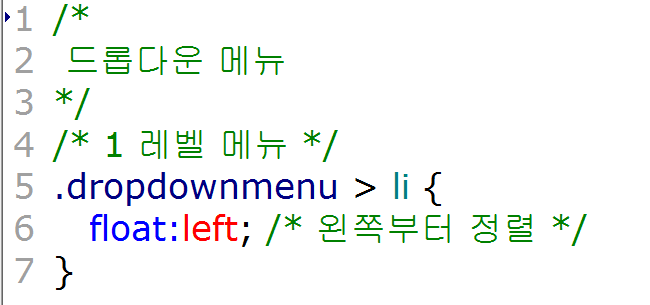 1 /*
2  드롭다운 메뉴
3 */
4 /* 1 레벨 메뉴 */
5 .dropdownmenu > li {
6   float:left; /* 왼쪽부터 정렬 */
7 }